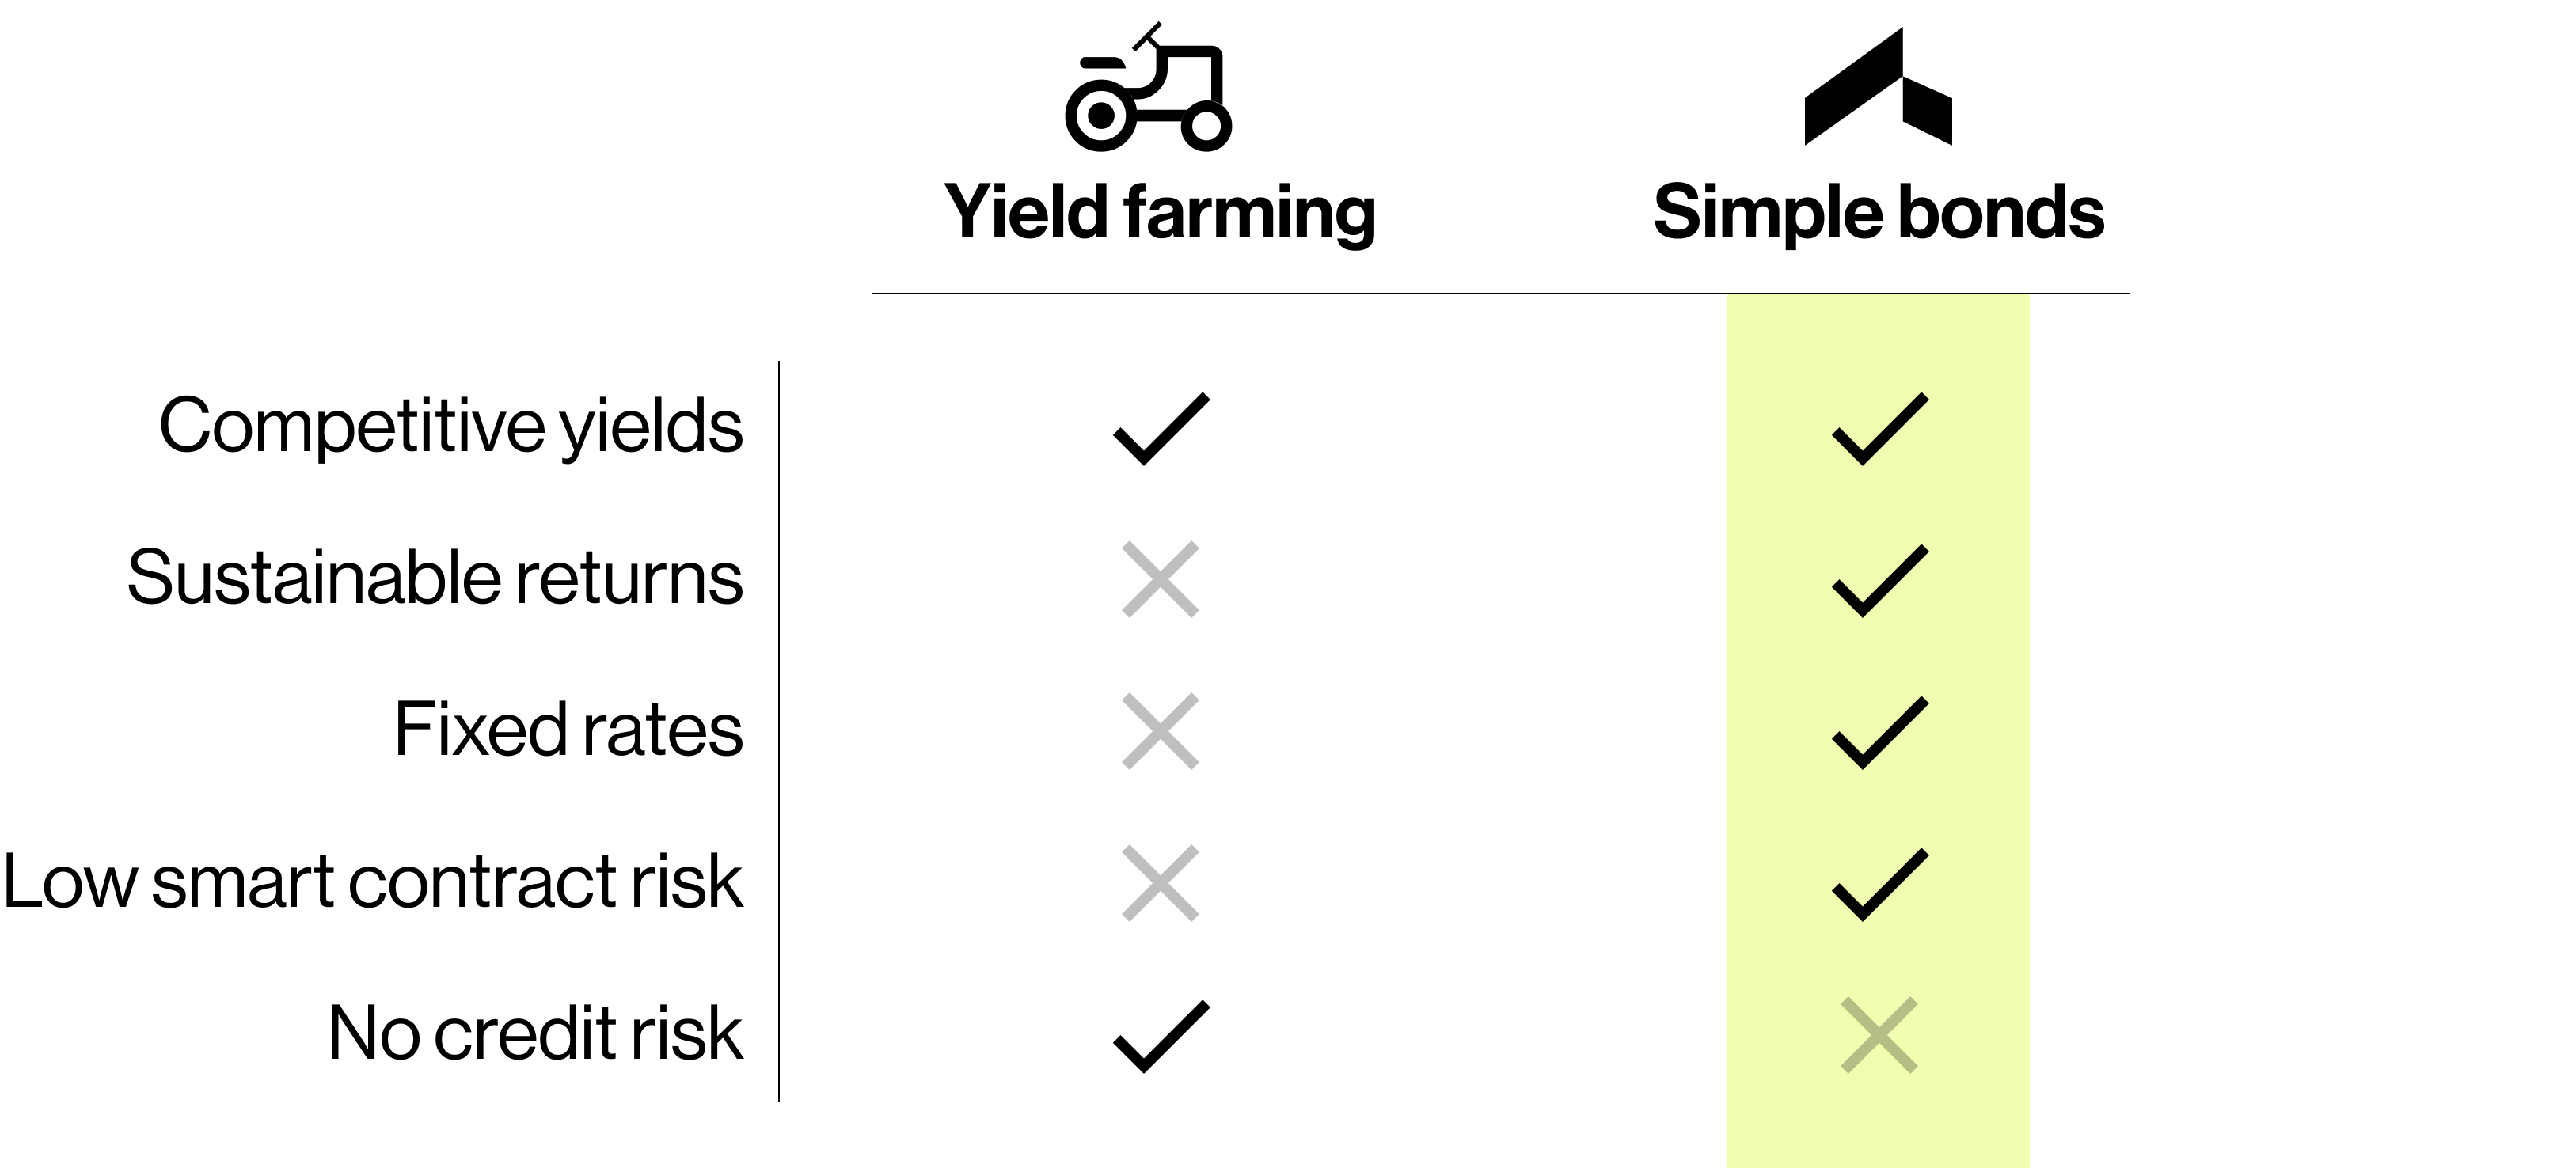 Yield farming
Simple bonds
Competitive yields
Sustainable returns
Fixed rates
Low smart contract risk
No credit risk